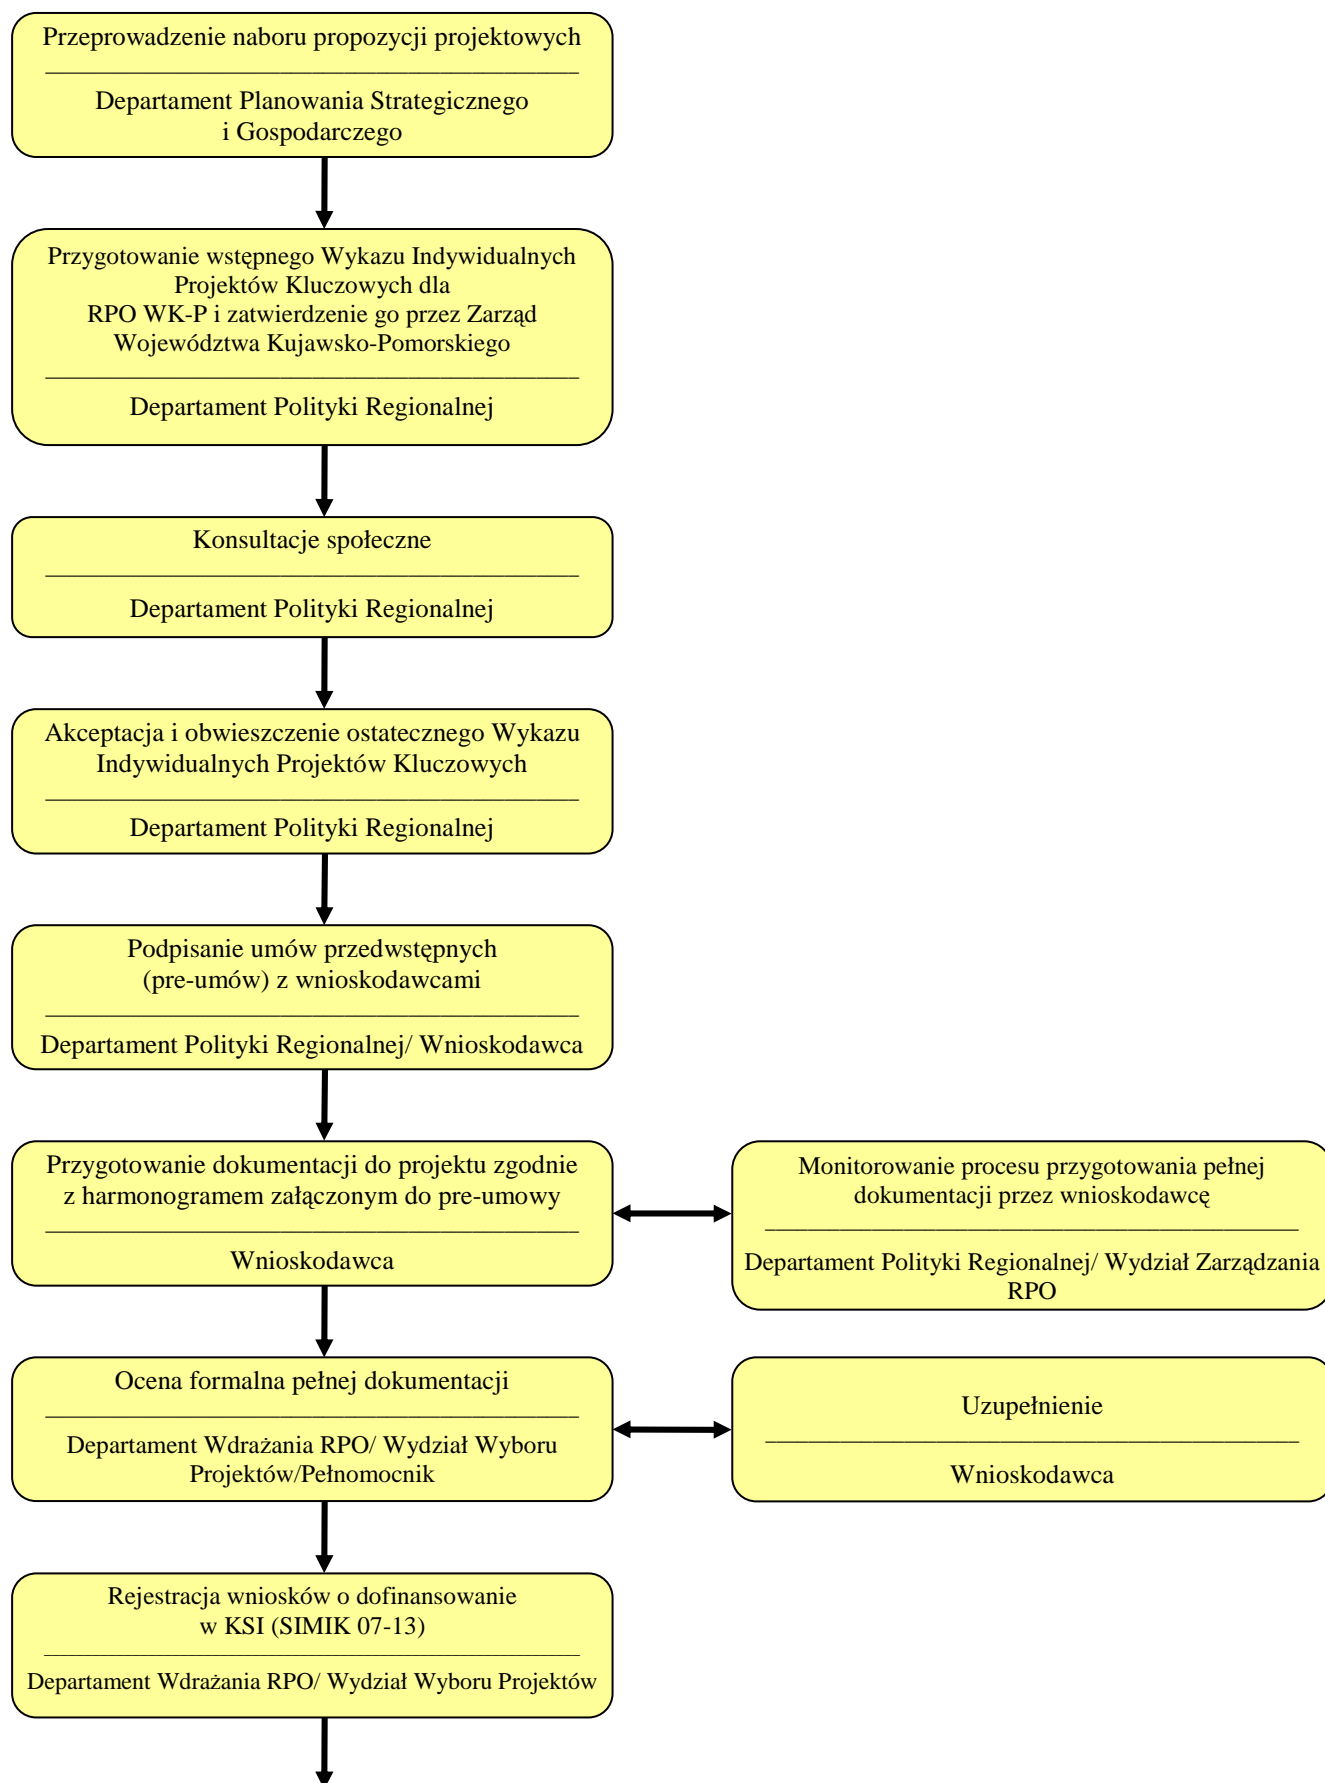 Przeprowadzenie naboru propozycji projektowych
Departament Planowania Strategicznego
i Gospodarczego
Przygotowanie wstępnego Wykazu Indywidualnych
Projektów Kluczowych dla
RPO WK-P i zatwierdzenie go przez Zarząd
Województwa Kujawsko-Pomorskiego
Departament Polityki Regionalnej
Konsultacje społeczne
Departament Polityki Regionalnej
Akceptacja i obwieszczenie ostatecznego Wykazu
Indywidualnych Projektów Kluczowych
Departament Polityki Regionalnej
Podpisanie umów przedwstępnych
(pre-umów) z wnioskodawcami
Departament Polityki Regionalnej/ Wnioskodawca
Przygotowanie dokumentacji do projektu zgodnie
z harmonogramem załączonym do pre-umowy
Wnioskodawca
Monitorowanie procesu przygotowania pełnej
dokumentacji przez wnioskodawcę
Departament Polityki Regionalnej/ Wydział Zarządzania
RPO
Ocena formalna pełnej dokumentacji
Departament Wdrażania RPO/ Wydział Wyboru
Projektów/Pełnomocnik
Uzupełnienie
Wnioskodawca
Rejestracja wniosków o dofinansowanie
w KSI (SIMIK 07-13)
Departament Wdrażania RPO/ Wydział Wyboru Projektów